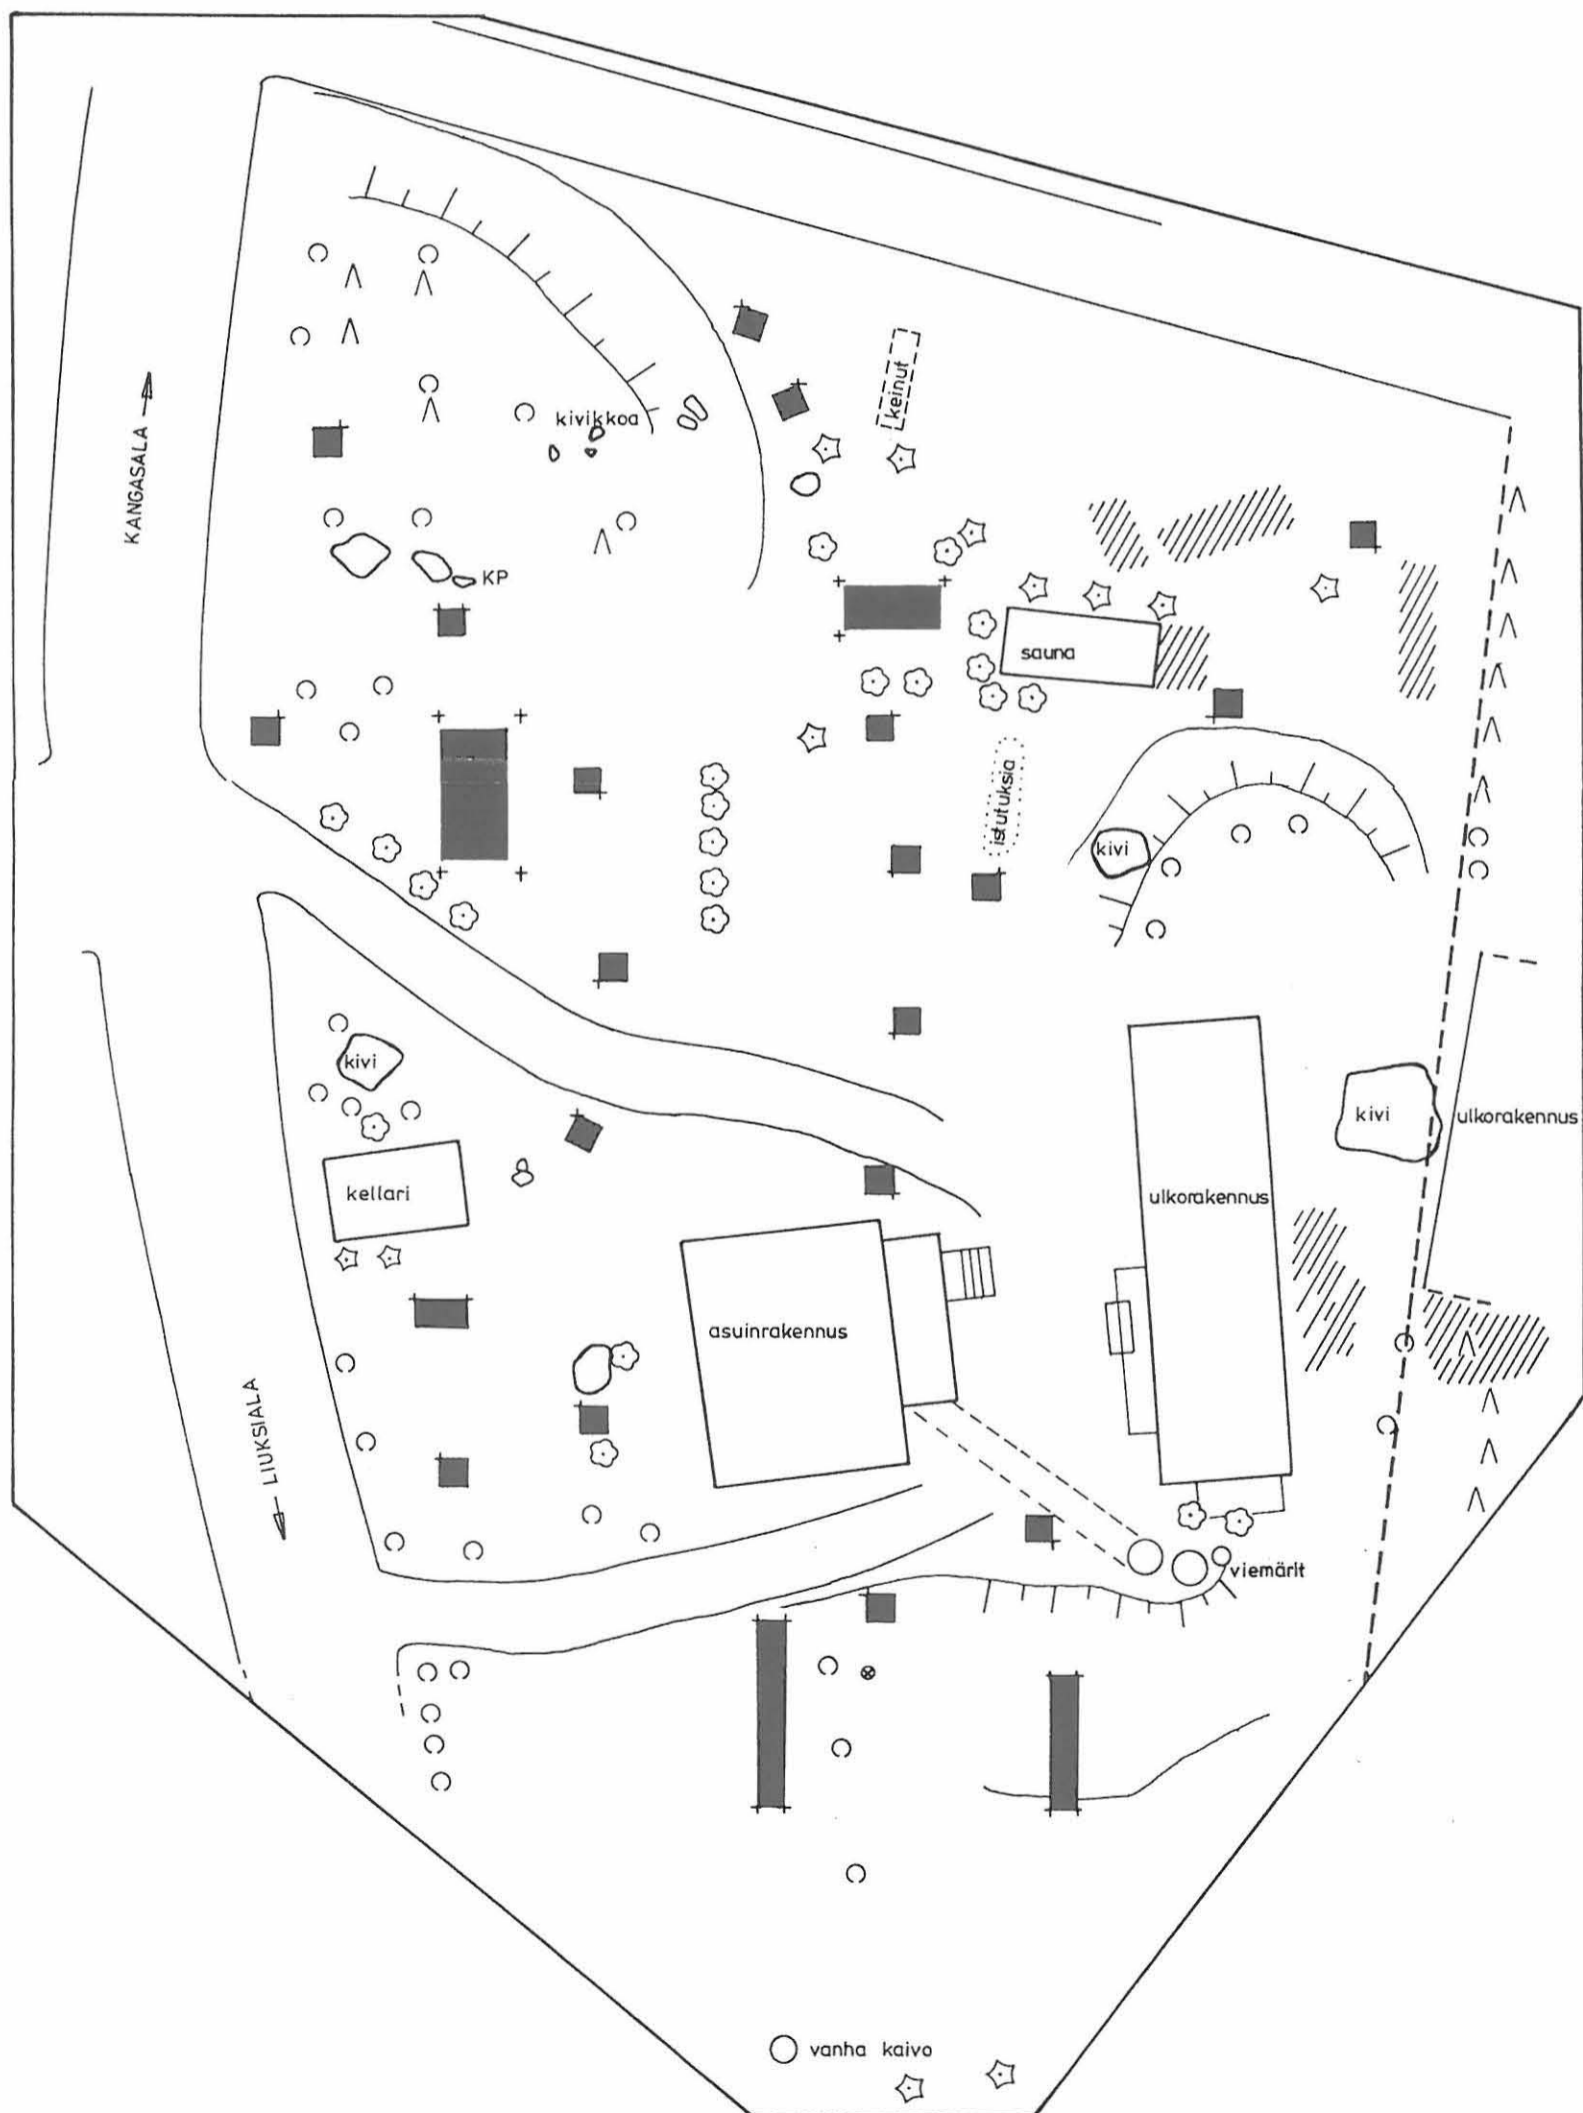 KANGASALA
keinut
kivikkoa
KP
sauna
istutuksia
kivi
kivi
kivi
ulkorakennus
kellari
ulkorakennus
asuinrakennus
LIUKSIALA
viemärit
vanha kaivo